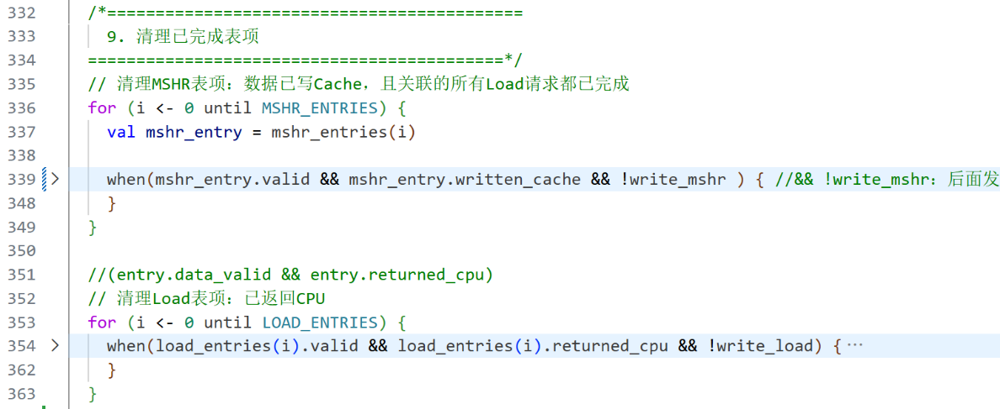 332 /*===========================================
333 9. 清理已完成表项
334 ===========================================*/
335 // 清理MSHR表项：数据已写Cache，且关联的所有Load请求都已完成
336 for (i <- 0 until MSHR_ENTRIES) {
337 val mshr_entry = mshr_entries(i)
338
339 when(mshr_entry.valid && mshr_entry.written_cache && !write_mshr ) { //&& !write_mshr：后面发
348 }
349 }
350
351 //(entry.data_valid && entry.returned_cpu)
352 // 清理Load表项：已返回CPU
353 for (i <- 0 until LOAD_ENTRIES) {
354 when(load_entries(i).valid && load_entries(i).returned_cpu && !write_load) {⋯
362 }
363 }